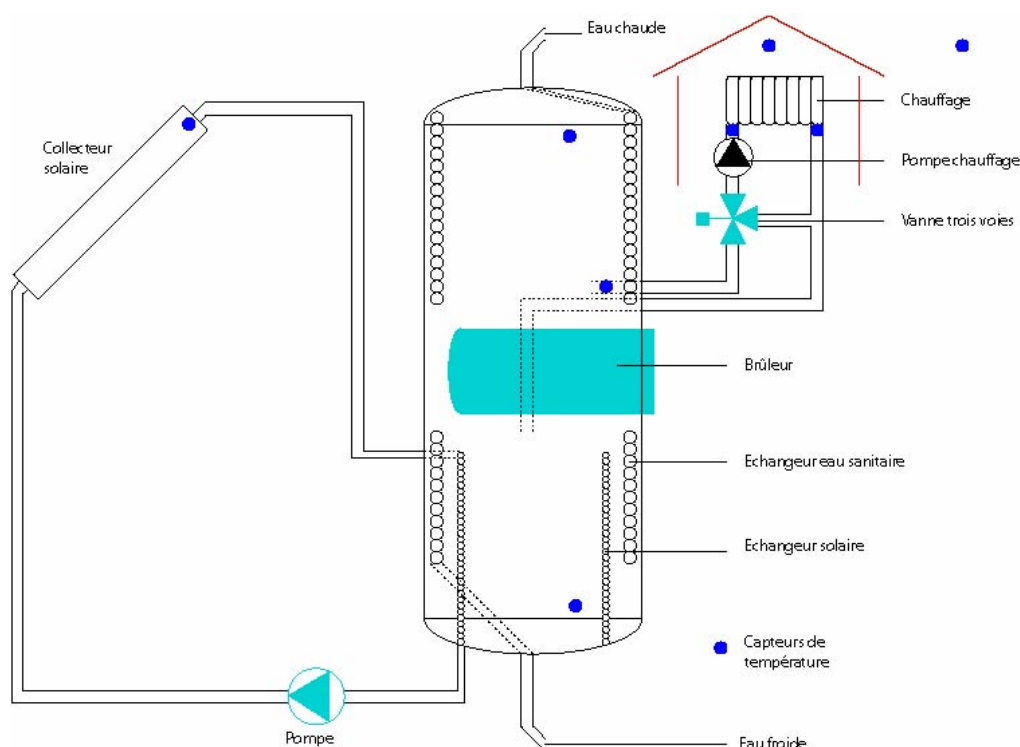 Eau chaude
Chauffage
Collecteur
solaire
Pompe chauffage
Vanne trois voies
Brûleur
Echangeur eau sanitaire
Echangeur solaire
Capteurs de
température
Pompe
Eau froide